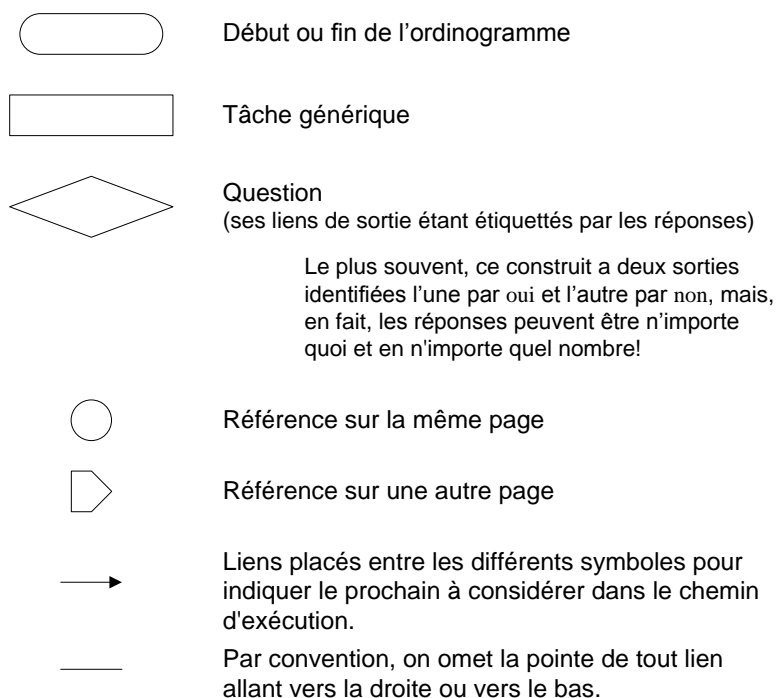 Début ou fin de l’ordinogramme
Tâche générique
Question
(ses liens de sortie étant étiquettés par les réponses)
Le plus souvent, ce construit a deux sorties
identifiées l’une par oui et l’autre par non, mais,
en fait, les réponses peuvent être n’importe
quoi et en n'importe quel nombre!
Référence sur la même page
Référence sur une autre page
Liens placés entre les différents symboles pour
indiquer le prochain à considérer dans le chemin
d'exécution.
Par convention, on omet la pointe de tout lien
allant vers la droite ou vers le bas.